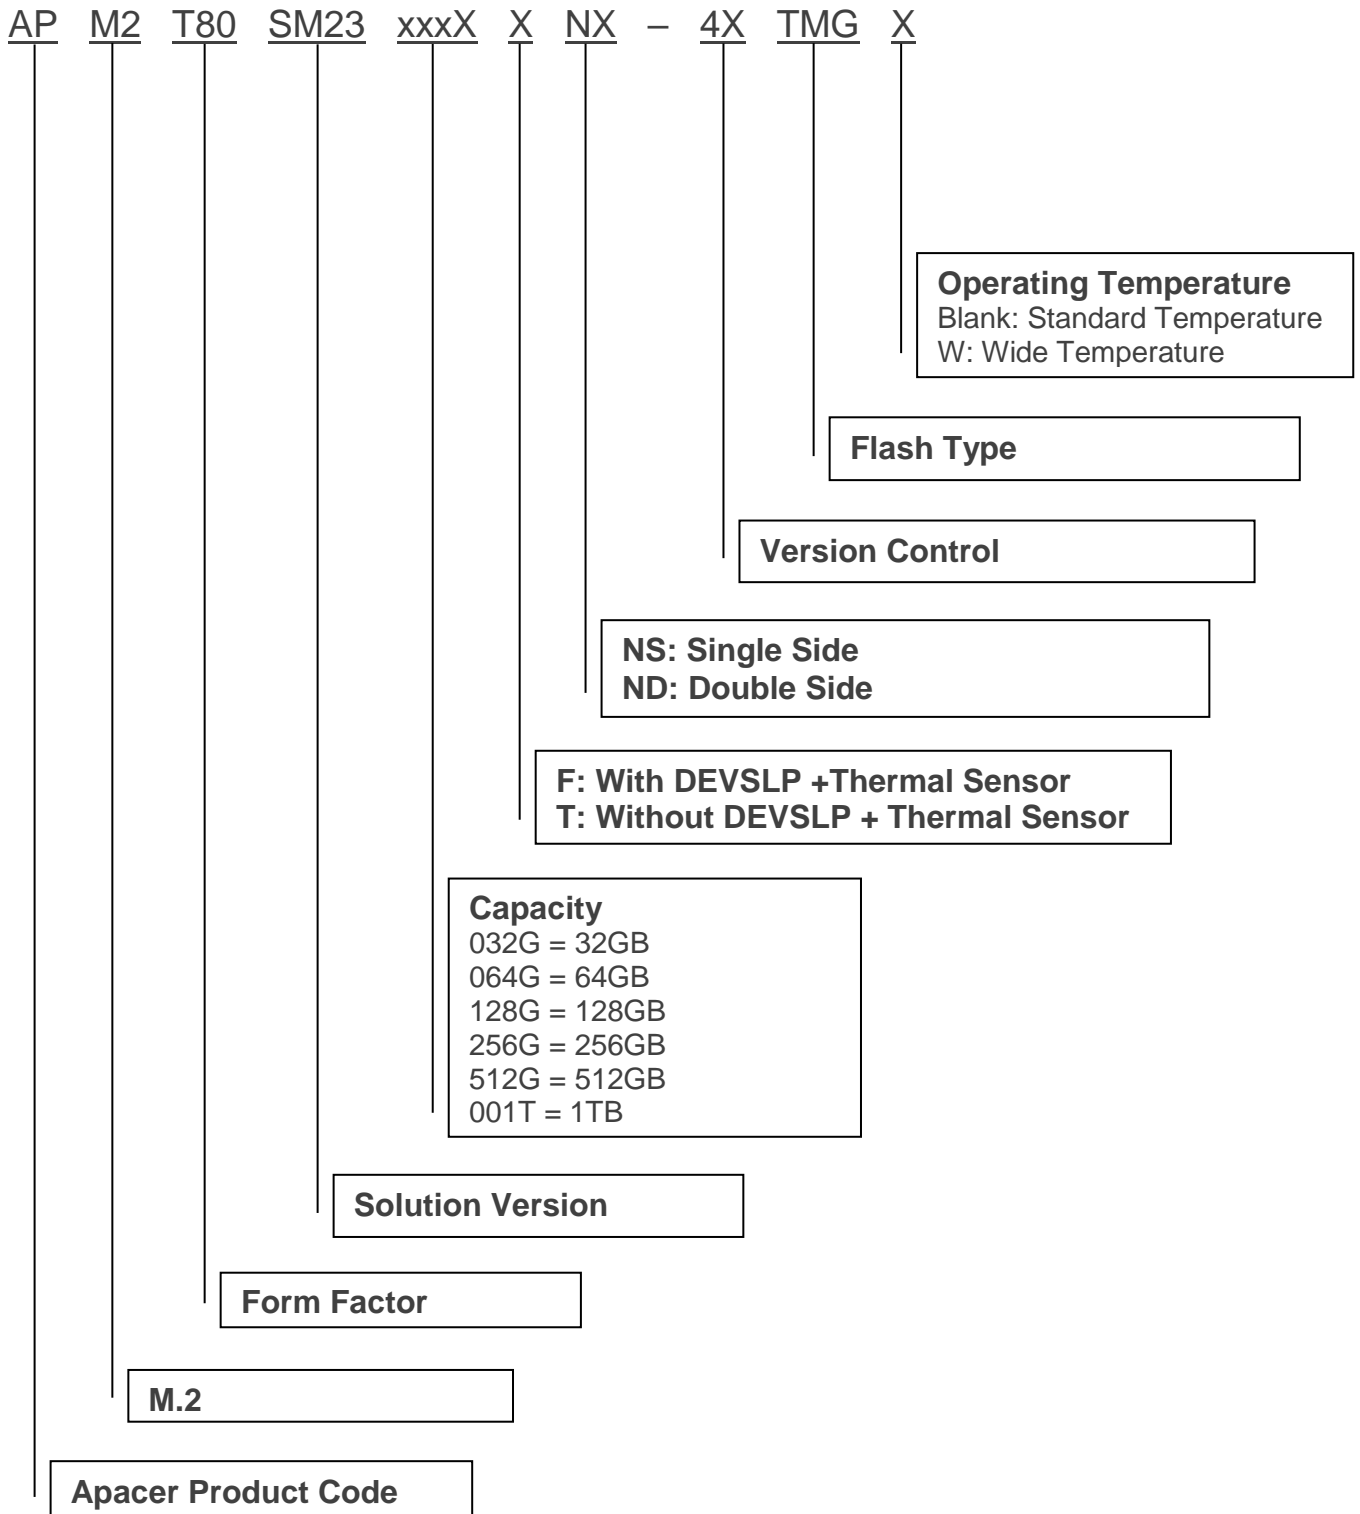 AP M2 T80 SM23 xxxX X NX – 4X TMG X
Operating Temperature
Blank: Standard Temperature
W: Wide Temperature
Flash Type
Version Control
NS: Single Side
ND: Double Side
F: With DEVSLP +Thermal Sensor
T: Without DEVSLP + Thermal Sensor
Capacity
032G = 32GB
064G = 64GB
128G = 128GB
256G = 256GB
512G = 512GB
001T = 1TB
Solution Version
Form Factor
M.2
Apacer Product Code